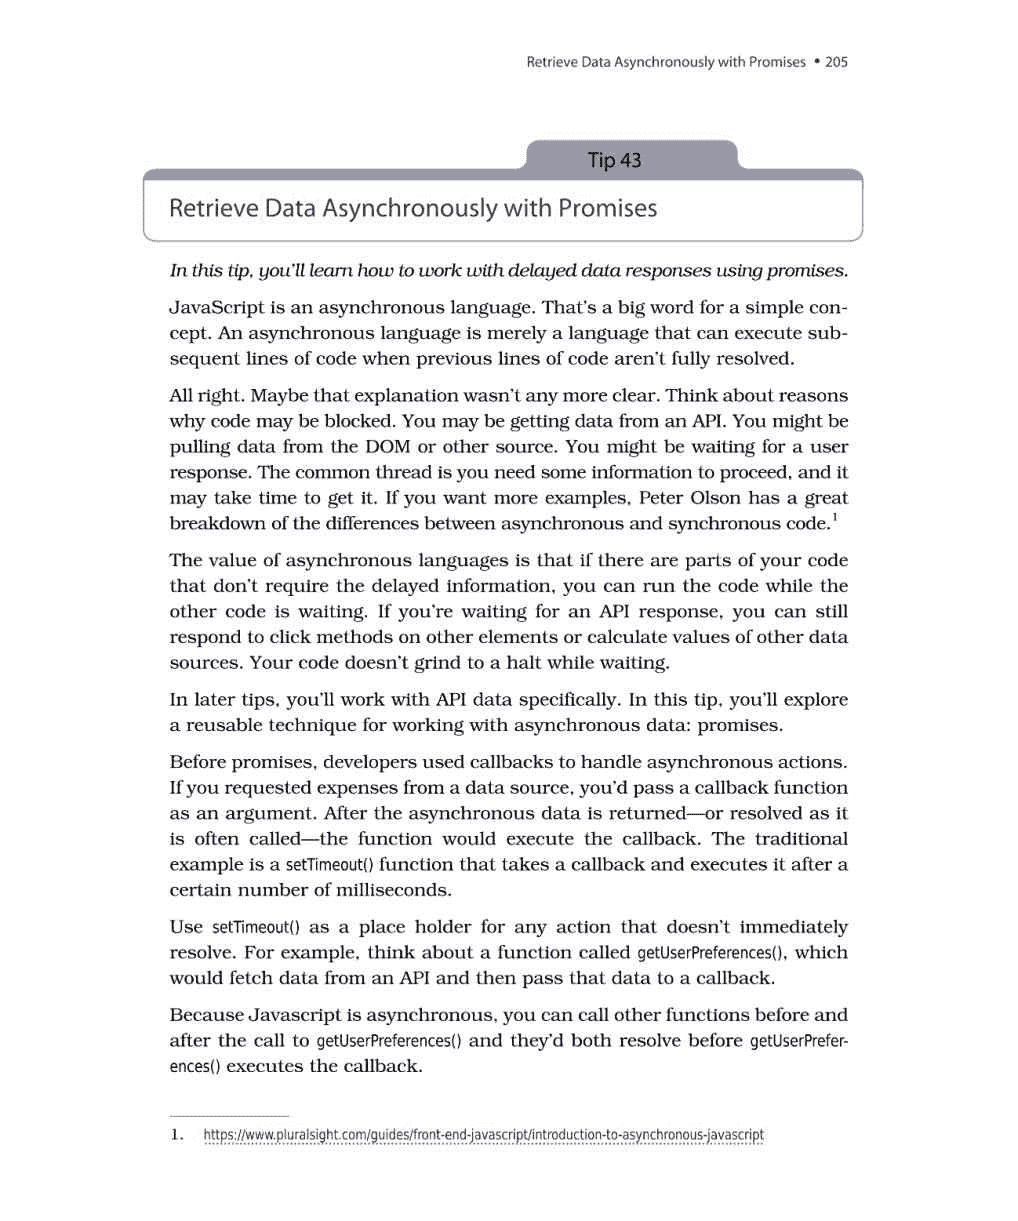 Retrieve Data Asynchronously with Promises • 205
Tip 43
Retrieve Data Asynchronously with Promises
In this tip, you'll learn how to work with delayed data responses using promises.
JavaScript is an asynchronous language. That's a big word for a simple con-
cept. An asynchronous language is merely a language that can execute sub-
sequent lines of code when previous lines of code aren't fully resolved.
All right. Maybe that explanation wasn't any more clear. Think about reasons
why code may be blocked. You may be getting data from an API. You might be
pulling data from the DOM or other source. You might be waiting for a user
response. The common thread is you need some information to proceed, and it
may take time to get it. If you want more examples, Peter Olson has a great
breakdown of the differences between asynchronous and synchronous code.1
The value of asynchronous languages is that if there are parts of your code
that don't require the delayed information, you can run the code while the
other code is waiting. If you're waiting for an API response, you can still
respond to click methods on other elements or calculate values of other data
sources. Your code doesn't grind to a halt while waiting.
In later tips, you'll work with API data specifically. In this tip, you'll explore
a reusable technique for working with asynchronous data: promises.
Before promises, developers used callbacks to handle asynchronous actions.
If you requested expenses from a data source, you'd pass a callback function
as an argument. After the asynchronous data is returned—or resolved as it
is often called—the function would execute the callback. The traditional
example is a setTimeout() function that takes a callback and executes it after a
certain number of milliseconds.
Use setTimeout() as a place holder for any action that doesn't immediately
resolve. For example, think about a function called getUserPreferences(), which
would fetch data from an API and then pass that data to a callback.
Because Javascript is asynchronous, you can call other functions before and
after the call to getUserPreferences() and they'd both resolve before getUserPrefer-
ences() executes the callback.
1. https://www.pluralsight.com/guides/front-end-javascript/introduction-to-asynchronous-javascript